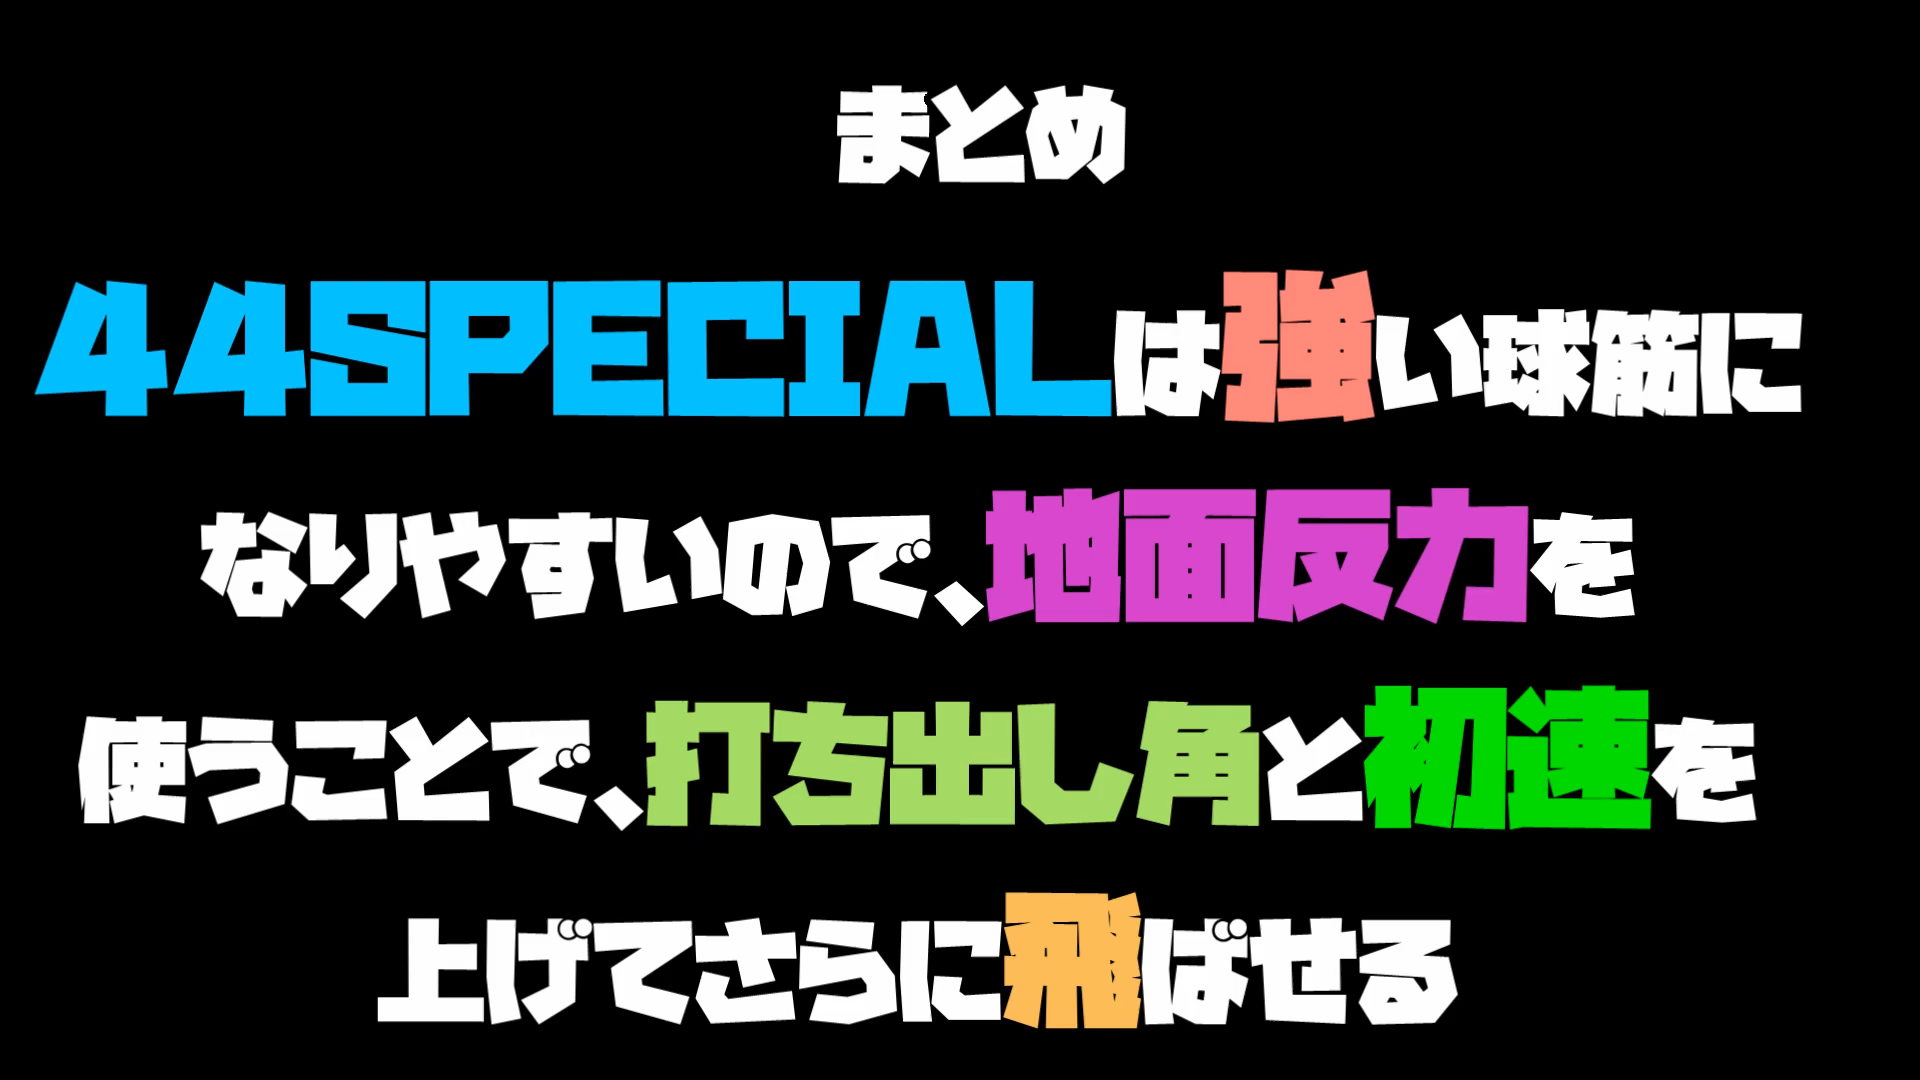 まとめ
44SPECIALは強い球筋に
なりやすいので、地面反力を
使うことで、打ち出し角と初速を
上げてさらに飛ばせる